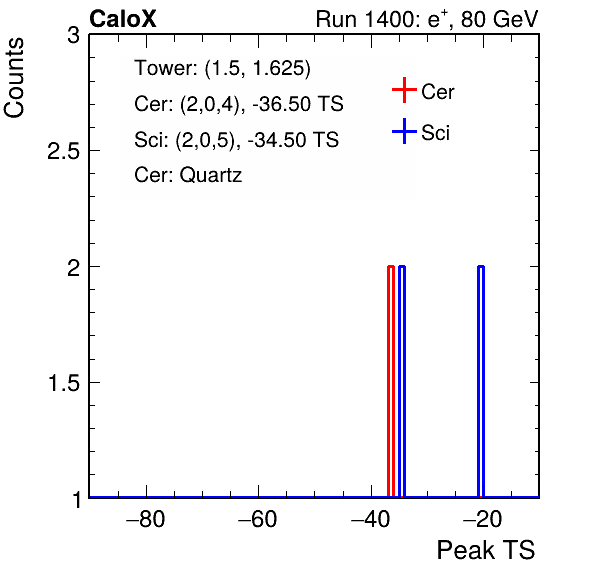 CaloX Run 1400: e⁺, 80 GeV
Counts
3
2.5
2
1.5
1
Tower: (1.5, 1.625)
Cer: (2,0,4), -36.50 TS
Sci: (2,0,5), -34.50 TS
Cer: Quartz
Cer
Sci
−80 −60 −40 −20
Peak TS